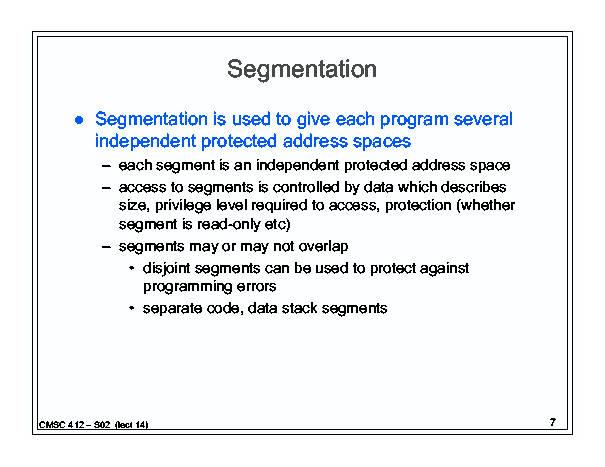 Segmentation
● Segmentation is used to give each program several
independent protected address spaces
– each segment is an independent protected address space
– access to segments is controlled by data which describes
size, privilege level required to access, protection (whether
segment is read-only etc)
– segments may or may not overlap
• disjoint segments can be used to protect against
programming errors
• separate code, data stack segments
CMSC 412 – S02 (lect 14)
7